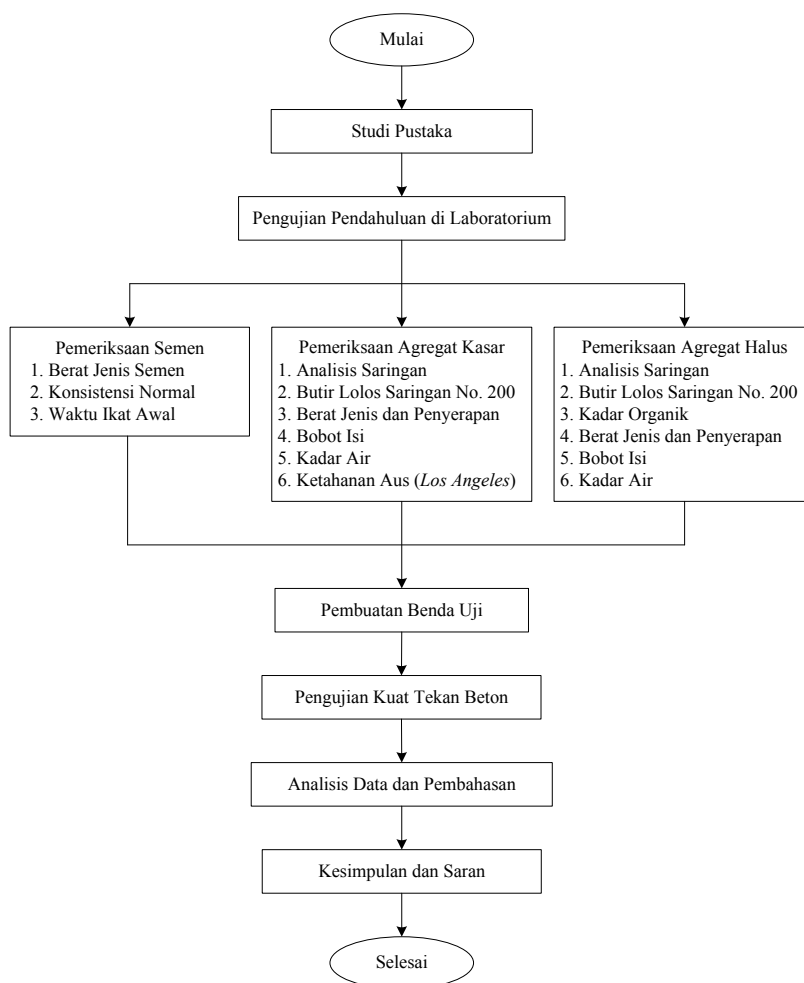 Mulai
Studi Pustaka
Pengujian Pendahuluan di Laboratorium
Pemeriksaan Semen
1. Berat Jenis Semen
2. Konsistensi Normal
3. Waktu Ikat Awal
Pemeriksaan Agregat Kasar
1. Analisis Saringan
2. Butir Lolos Saringan No. 200
3. Berat Jenis dan Penyerapan
4. Bobot Isi
5. Kadar Air
6. Ketahanan Aus (Los Angeles)
Pemeriksaan Agregat Halus
1. Analisis Saringan
2. Butir Lolos Saringan No. 200
3. Kadar Organik
4. Berat Jenis dan Penyerapan
5. Bobot Isi
6. Kadar Air
Pembuatan Benda Uji
Pengujian Kuat Tekan Beton
Analisis Data dan Pembahasan
Kesimpulan dan Saran
Selesai